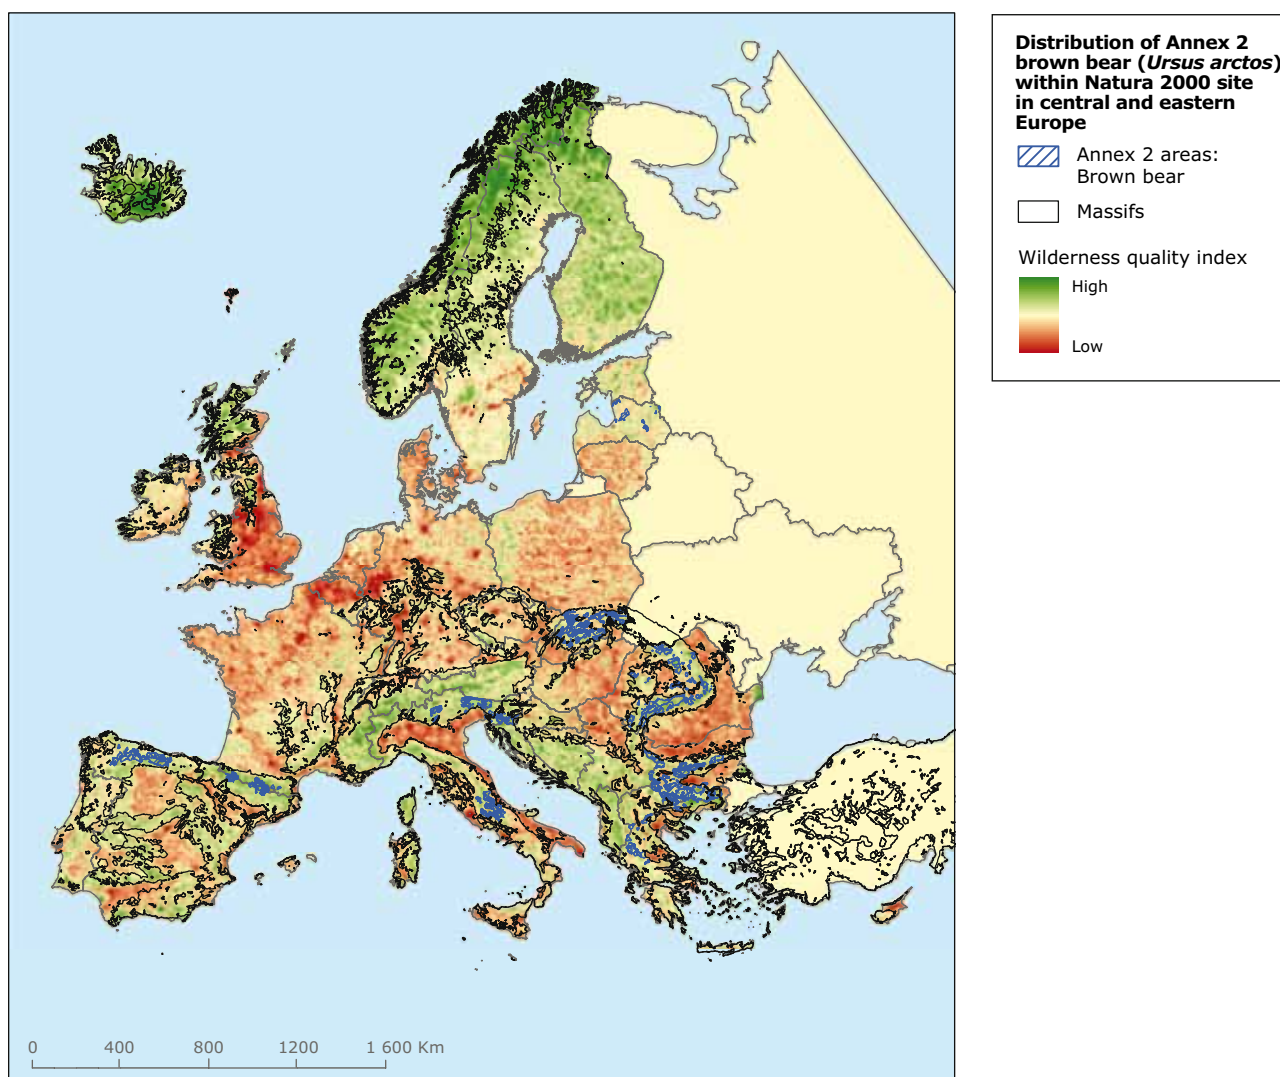 Distribution of Annex 2
brown bear (Ursus arctos)
within Natura 2000 site
in central and eastern
Europe
Annex 2 areas:
Brown bear
Massifs
Wilderness quality index
High
Low
0 400 800 1200 1 600 Km